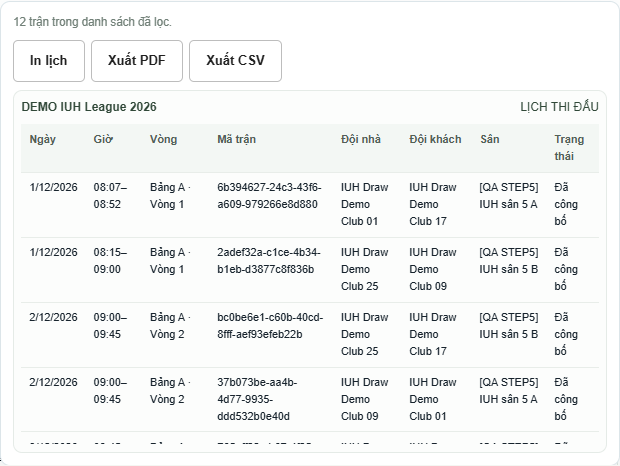 12 trận trong danh sách đã lọc.
In lịch
Xuất PDF
Xuất CSV
DEMO IUH League 2026
LỊCH THI ĐẤU
Ngày Giờ Vòng Mã trận Đội nhà Đội khách Sân Trạng
thái
1/12/2026 08:07– Bảng A · 6b394627-24c3-43f6- IUH Draw IUH Draw [QA STEP5] Đã
08:52 Vòng 1 a609-979266e8d880 Demo Demo IUH sân 5 A công
Club 01 Club 17 bố
1/12/2026 08:15– Bảng A · 2adef32a-c1ce-4b34- IUH Draw IUH Draw [QA STEP5] Đã
09:00 Vòng 1 b1eb-d3877c8f836b Demo Demo IUH sân 5 B công
Club 25 Club 09 bố
2/12/2026 09:00– Bảng A · bc0be6e1-c60b-40cd- IUH Draw IUH Draw [QA STEP5] Đã
09:45 Vòng 2 8fff-aef93efeb22b Demo Demo IUH sân 5 B công
Club 25 Club 17 bố
2/12/2026 09:00– Bảng A · 37b073be-aa4b- IUH Draw IUH Draw [QA STEP5] Đã
09:45 Vòng 2 4d77-9935- Demo Demo IUH sân 5 A công
ddd532b0e40d Club 09 Club 01 bố